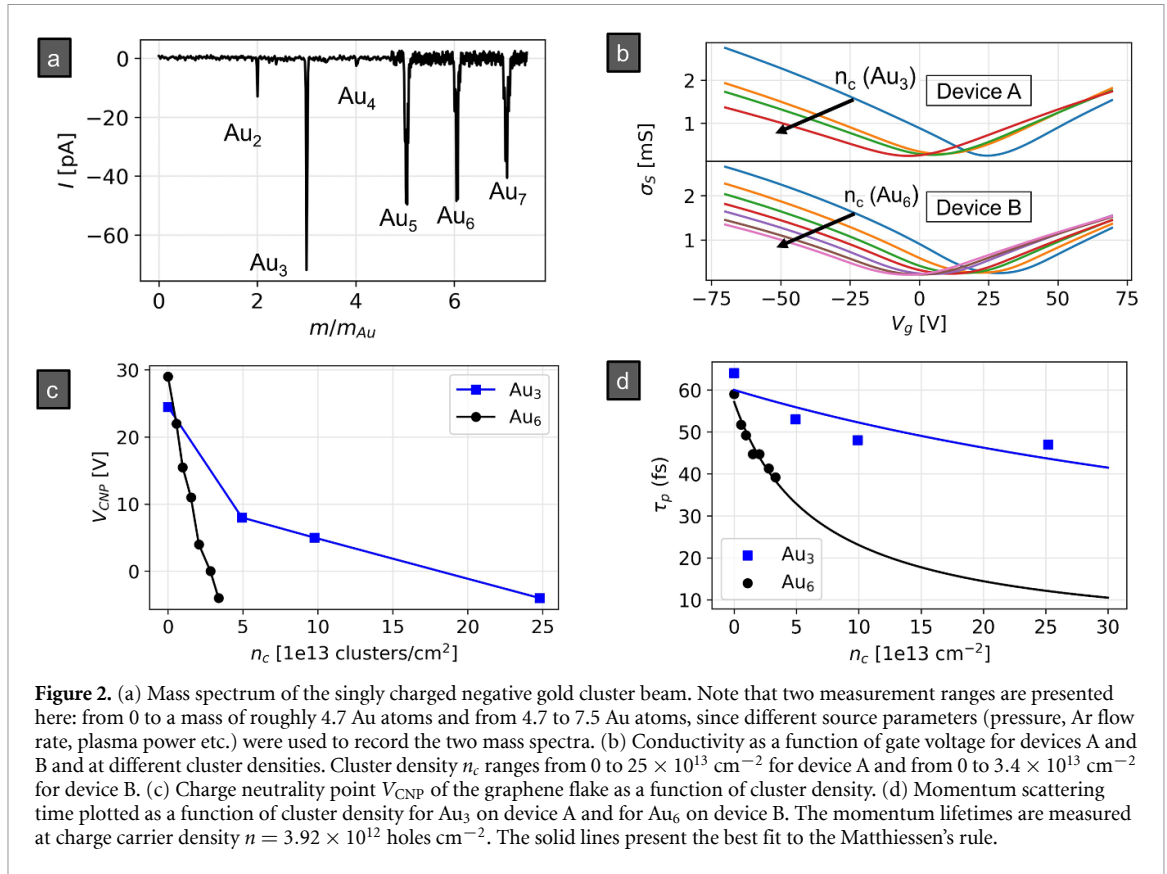 a
0
−20
−40
−60
I [pA]
Au2
Au3
Au4
Au5
Au6
Au7
0 2 4 6
m/mAu
b
2
1
2
1
σS [mS]
nc (Au3)
Device A
nc (Au6)
Device B
−75 −50 −25 0 25 50 75
Vg [V]
c
30
20
10
0
VCNP [V]
Au3
Au6
0 5 10 15 20 25
nc [1e13 clusters/cm²]
d
60
50
40
30
20
10
τp (fs)
Au3
Au6
0 5 10 15 20 25 30
nc [1e13 cm⁻²]
Figure 2. (a) Mass spectrum of the singly charged negative gold cluster beam. Note that two measurement ranges are presented
here: from 0 to a mass of roughly 4.7 Au atoms and from 4.7 to 7.5 Au atoms, since different source parameters (pressure, Ar flow
rate, plasma power etc.) were used to record the two mass spectra. (b) Conductivity as a function of gate voltage for devices A and
B and at different cluster densities. Cluster density nc ranges from 0 to 25 × 10¹³ cm⁻² for device A and from 0 to 3.4 × 10¹³ cm⁻²
for device B. (c) Charge neutrality point VCNP of the graphene flake as a function of cluster density. (d) Momentum scattering
time plotted as a function of cluster density for Au3 on device A and for Au6 on device B. The momentum lifetimes are measured
at charge carrier density n = 3.92 × 10¹² holes cm⁻². The solid lines present the best fit to the Matthiessen's rule.